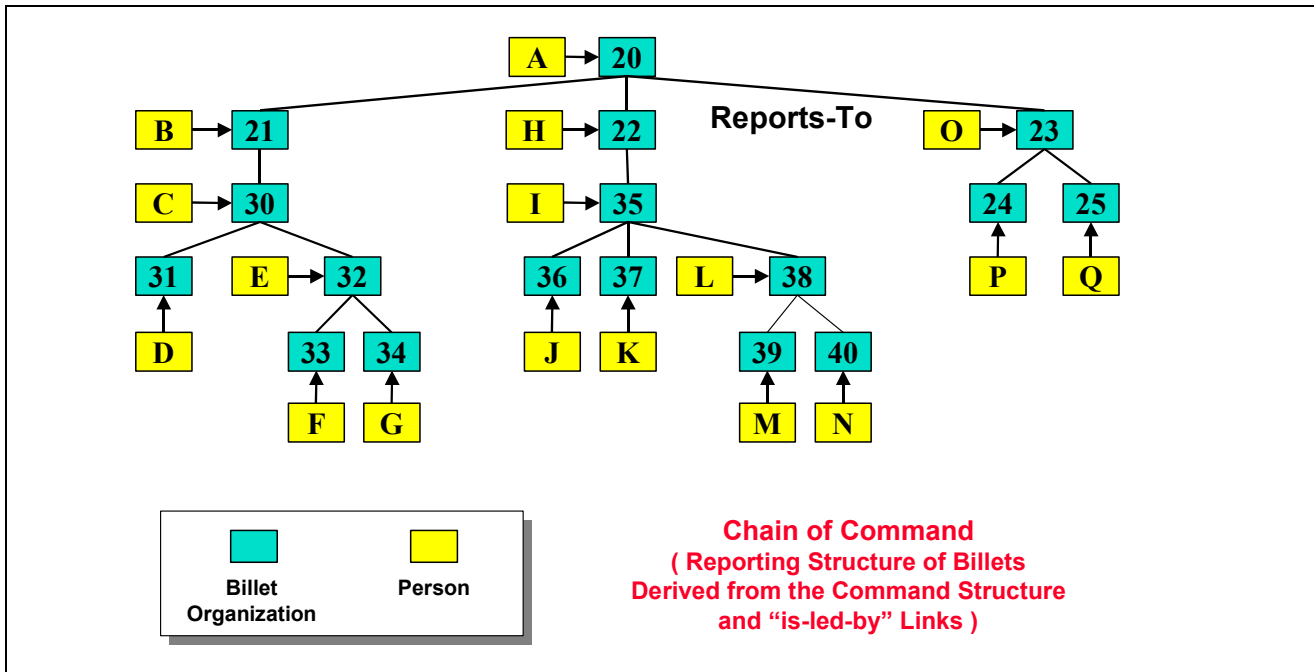 A 20
B 21 H 22 Reports-To O 23
C 30 I 35 24 25
31 E 32 36 37 L 38 P Q
D 33 34 J K 39 40
F G M N
Billet
Organization
Person
Chain of Command
( Reporting Structure of Billets
Derived from the Command Structure
and “is-led-by” Links )